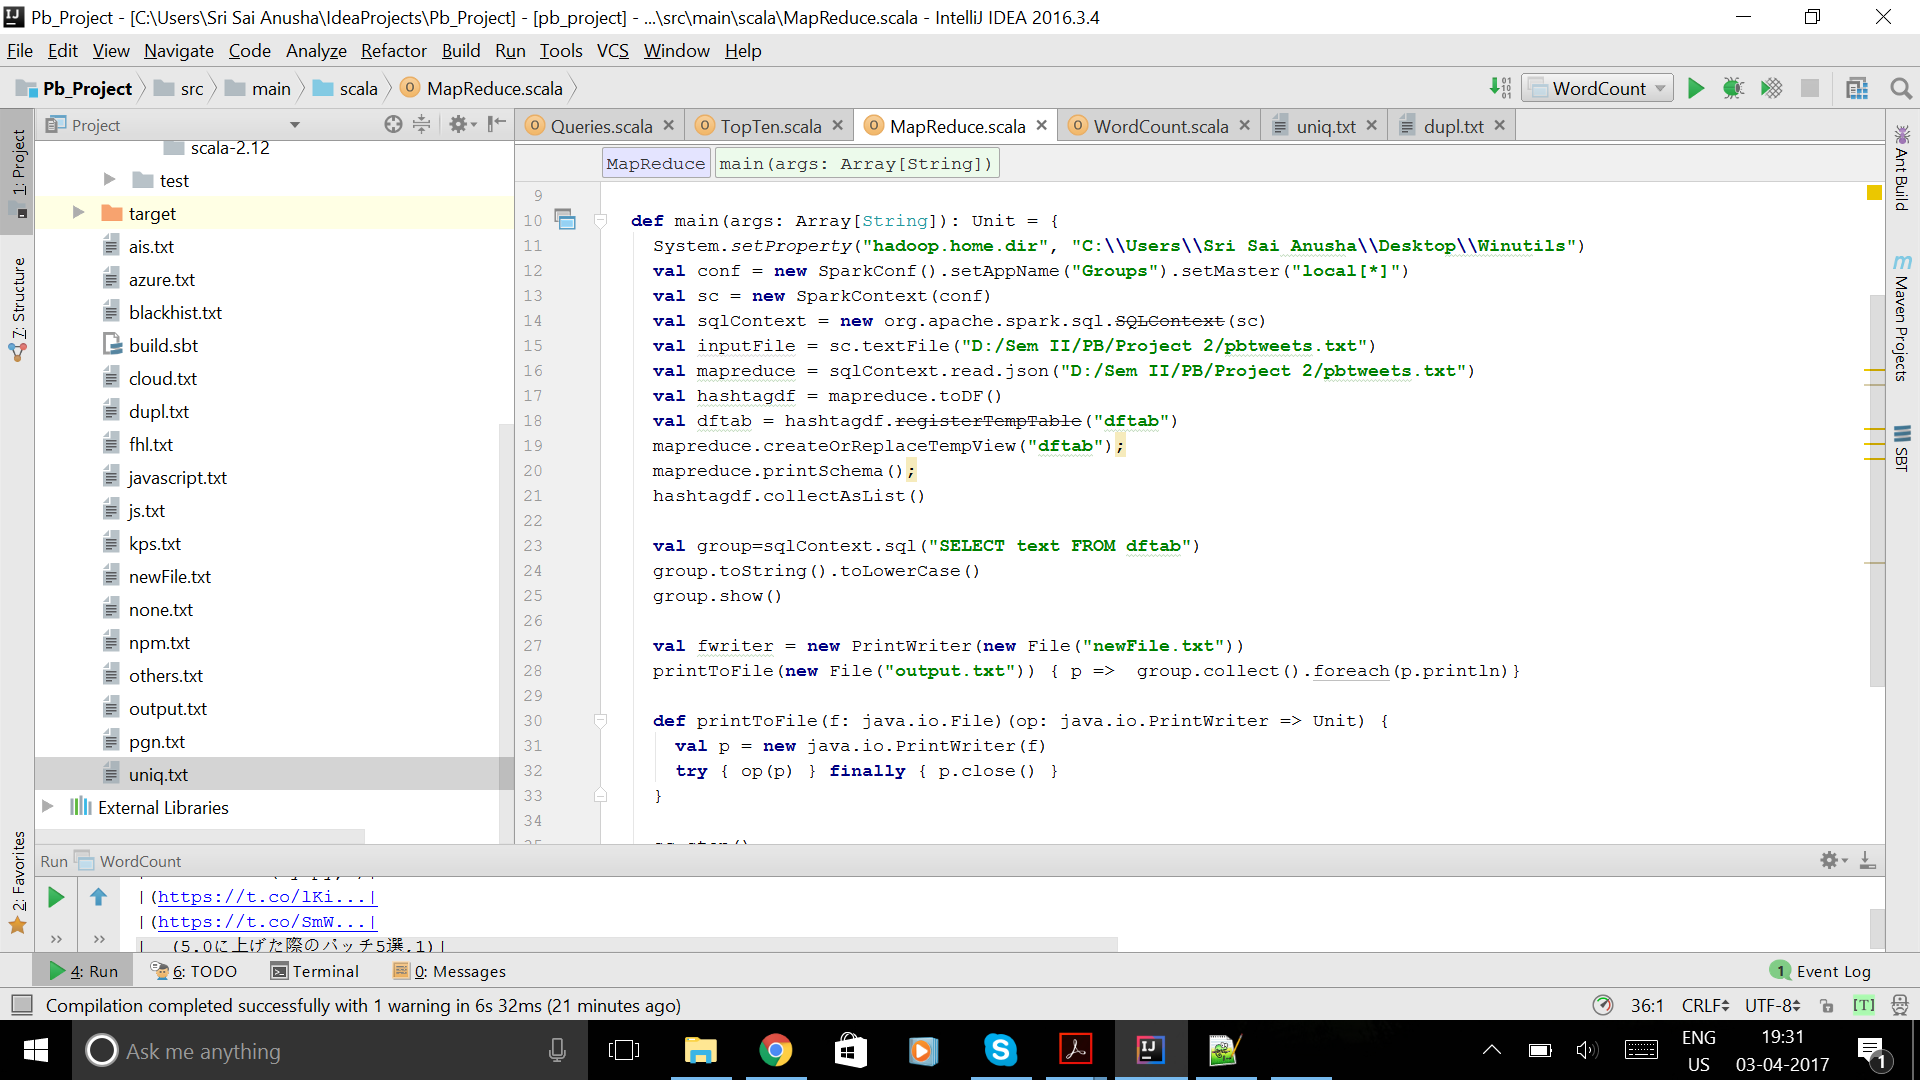 Pb_Project - [C:\Users\Sri Sai Anusha\IdeaProjects\Pb_Project] - [pb_project] - ...\src\main\scala\MapReduce.scala - IntelliJ IDEA 2016.3.4
File Edit View Navigate Code Analyze Refactor Build Run Tools VCS Window Help
Pb_Project src main scala MapReduce.scala WordCount
Project
Queries.scala TopTen.scala MapReduce.scala WordCount.scala uniq.txt dupl.txt
MapReduce main(args: Array[String])
1: Project
7: Structure
2: Favorites
scala-2.12
test
target
ais.txt
azure.txt
blackhist.txt
build.sbt
cloud.txt
dupl.txt
fhl.txt
javascript.txt
js.txt
kps.txt
newFile.txt
none.txt
npm.txt
others.txt
output.txt
pgn.txt
uniq.txt
External Libraries
9
10 def main(args: Array[String]): Unit = {
11 System.setProperty("hadoop.home.dir", "C:\\Users\\Sri Sai Anusha\\Desktop\\Winutils")
12 val conf = new SparkConf().setAppName("Groups").setMaster("local[*]")
13 val sc = new SparkContext(conf)
14 val sqlContext = new org.apache.spark.sql.SQLContext(sc)
15 val inputFile = sc.textFile("D:/Sem II/PB/Project 2/pbtweets.txt")
16 val mapreduce = sqlContext.read.json("D:/Sem II/PB/Project 2/pbtweets.txt")
17 val hashtagdf = mapreduce.toDF()
18 val dftab = hashtagdf.registerTempTable("dftab")
19 mapreduce.createOrReplaceTempView("dftab");
20 mapreduce.printSchema();
21 hashtagdf.collectAsList()
22
23 val group=sqlContext.sql("SELECT text FROM dftab")
24 group.toString().toLowerCase()
25 group.show()
26
27 val fwriter = new PrintWriter(new File("newFile.txt"))
28 printToFile(new File("output.txt")) { p => group.collect().foreach(p.println)}
29
30 def printToFile(f: java.io.File)(op: java.io.PrintWriter => Unit) {
31 val p = new java.io.PrintWriter(f)
32 try { op(p) } finally { p.close() }
33 }
34
Ant Build
Maven Projects
SBT
Run WordCount
|(https://t.co/lKi...|
|(https://t.co/SmW...|
| (5.0に上げた際のパッチ5選,1)|
4: Run 6: TODO Terminal 0: Messages 1 Event Log
Compilation completed successfully with 1 warning in 6s 32ms (21 minutes ago) 36:1 CRLF UTF-8 [T]
Ask me anything
ENG 19:31
US 03-04-2017 1